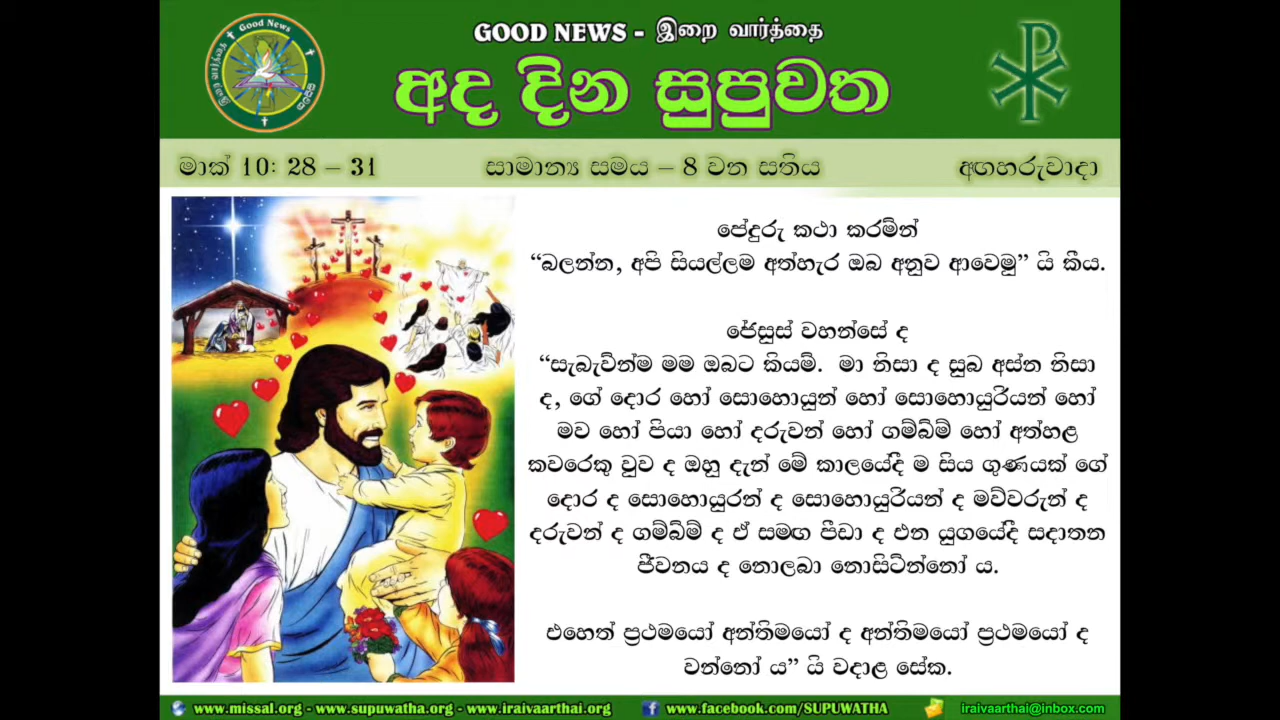 Good News
இறை வார்த்தை
GOOD NEWS - இறை வார்த்தை
අද දින සුපුවත
මාක් 10: 28 – 31
සාමාන්‍ය සමය – 8 වන සතිය
අඟහරුවාදා
පේදුරු කථා කරමින්
“බලන්න, අපි සියල්ලම අත්හැර ඔබ අනුව ආවෙමු” යි කීය.
ජේසුස් වහන්සේ ද
“සැබැවින්ම මම ඔබට කියමි. මා නිසා ද සුබ අස්න නිසා
ද, ගේ දොර හෝ සොහොයුන් හෝ සොහොයුරියන් හෝ
මව හෝ පියා හෝ දරුවන් හෝ ගම්බිම් හෝ අත්හළ
කවරෙකු වුව ද ඔහු දැන් මේ කාලයේදී ම සිය ගුණයක් ගේ
දොර ද සොහොයුරන් ද සොහොයුරියන් ද මව්වරුන් ද
දරුවන් ද ගම්බිම් ද ඒ සමඟ පීඩා ද එන යුගයේදී සදාතන
ජීවනය ද නොලබා නොසිටින්නෝ ය.
එහෙත් ප්‍රථමයෝ අන්තිමයෝ ද අන්තිමයෝ ප්‍රථමයෝ ද
වන්නෝ ය” යි වදාළ සේක.
www.missal.org - www.supuwatha.org - www.iraivaarthai.org
www.facebook.com/SUPUWATHA
iraivaarthai@inbox.com